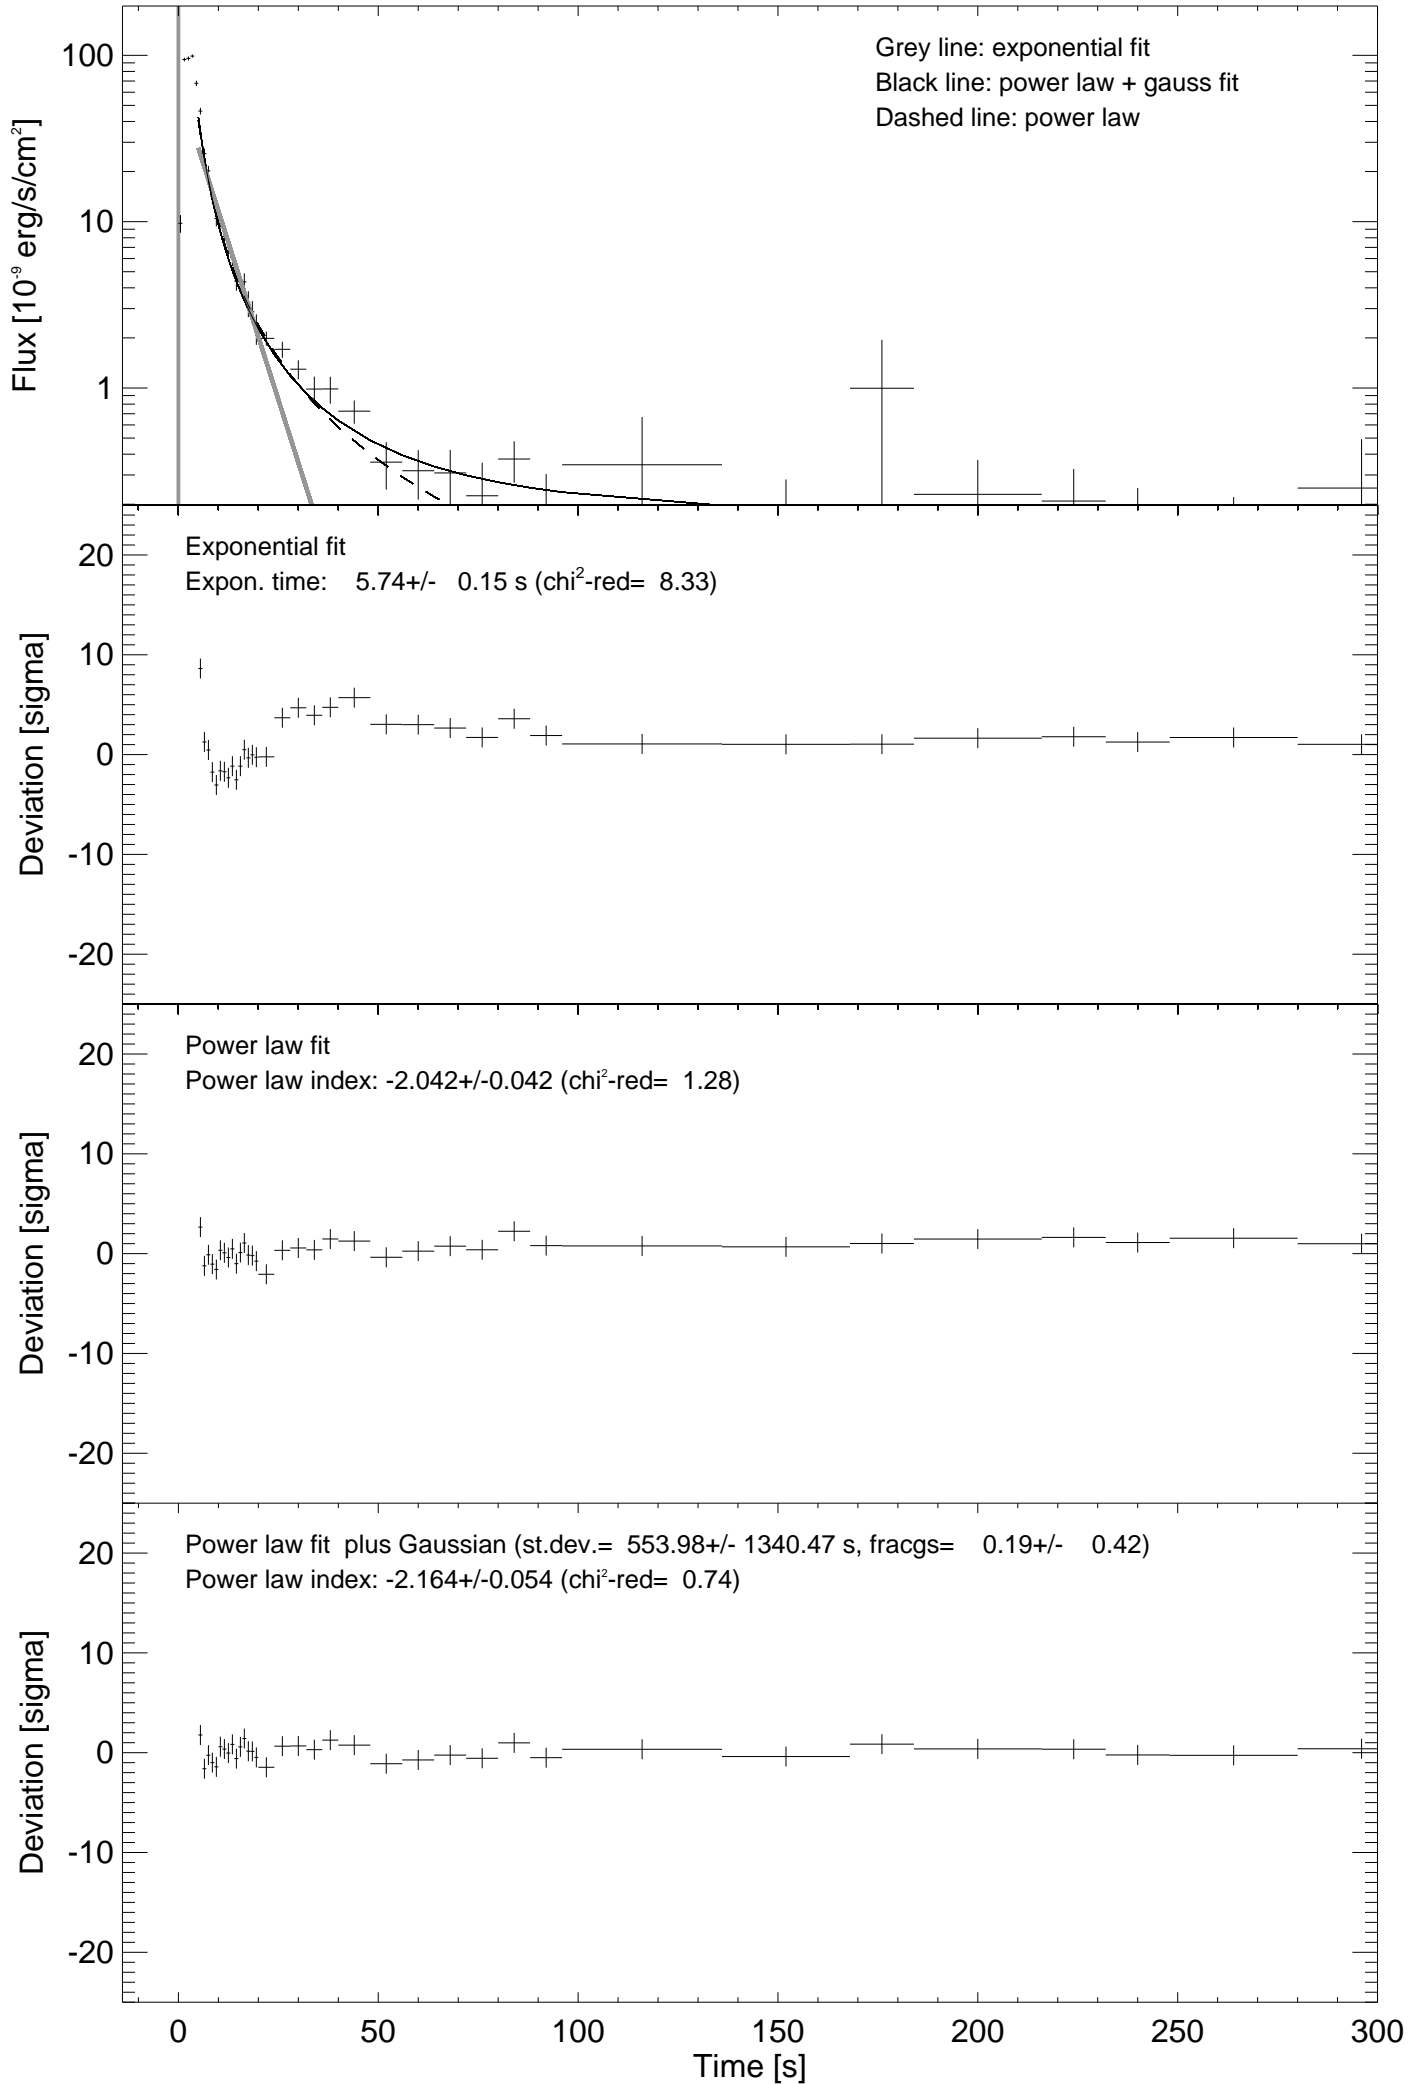 Grey line: exponential fit
Black line: power law + gauss fit
Dashed line: power law
100
10
1
Flux [10⁻⁹ erg/s/cm²]
Exponential fit
Expon. time: 5.74+/- 0.15 s (chi²-red= 8.33)
20
10
0
-10
-20
Deviation [sigma]
Power law fit
Power law index: -2.042+/-0.042 (chi²-red= 1.28)
20
10
0
-10
-20
Deviation [sigma]
Power law fit plus Gaussian (st.dev.= 553.98+/- 1340.47 s, fracgs= 0.19+/- 0.42)
Power law index: -2.164+/-0.054 (chi²-red= 0.74)
20
10
0
-10
-20
Deviation [sigma]
0 50 100 150 200 250 300
Time [s]